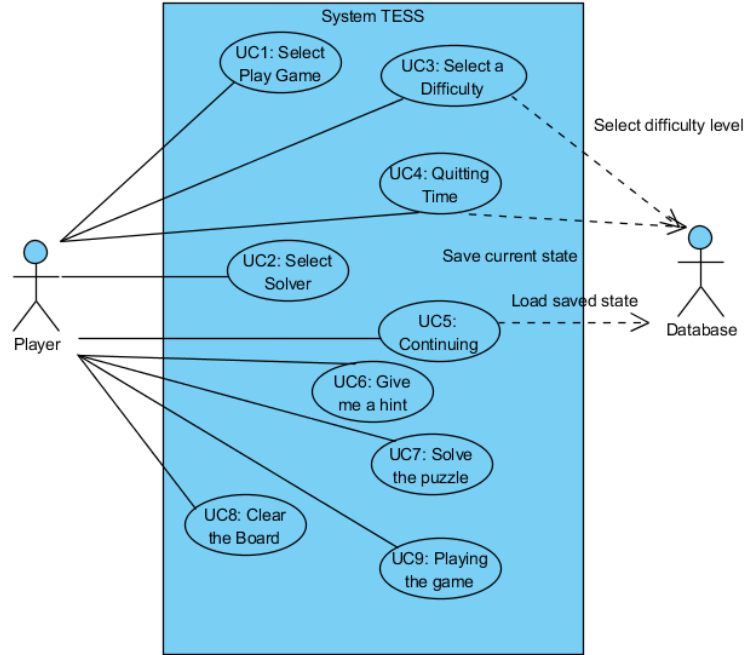 System TESS
UC1: Select
Play Game
UC3: Select a
Difficulty
Select difficulty level
UC4: Quitting
Time
UC2: Select
Solver
Save current state
Load saved state
Player
UC5:
Continuing
Database
UC6: Give
me a hint
UC7: Solve
the puzzle
UC8: Clear
the Board
UC9: Playing
the game